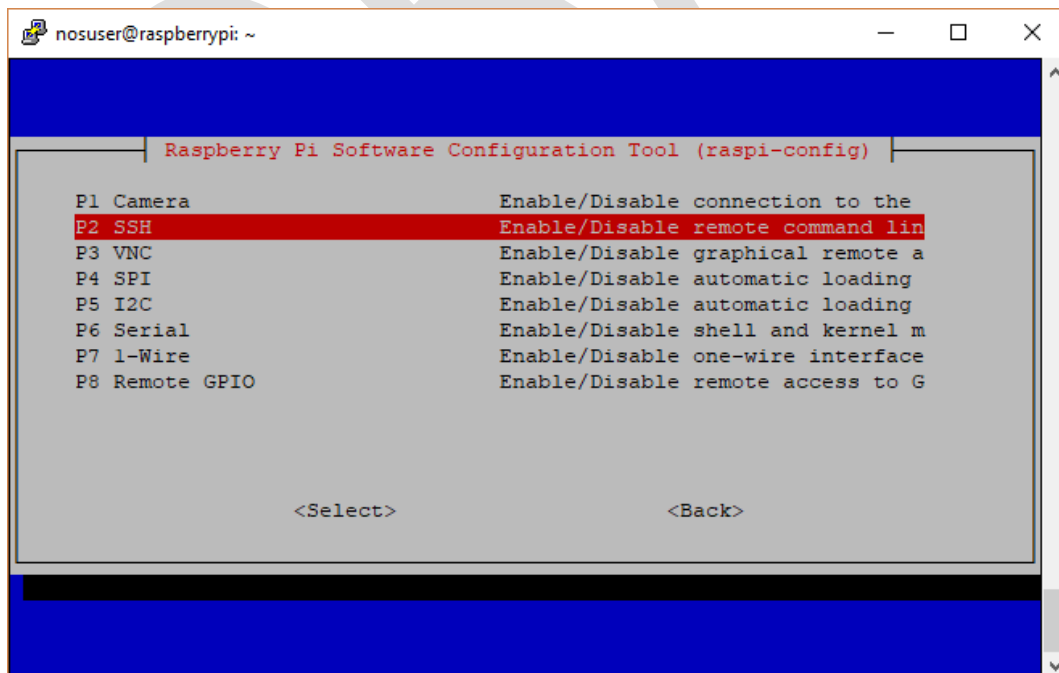 nosuser@raspberrypi: ~
Raspberry Pi Software Configuration Tool (raspi-config)
P1 Camera Enable/Disable connection to the
P2 SSH Enable/Disable remote command lin
P3 VNC Enable/Disable graphical remote a
P4 SPI Enable/Disable automatic loading
P5 I2C Enable/Disable automatic loading
P6 Serial Enable/Disable shell and kernel m
P7 1-Wire Enable/Disable one-wire interface
P8 Remote GPIO Enable/Disable remote access to G
<Select> <Back>